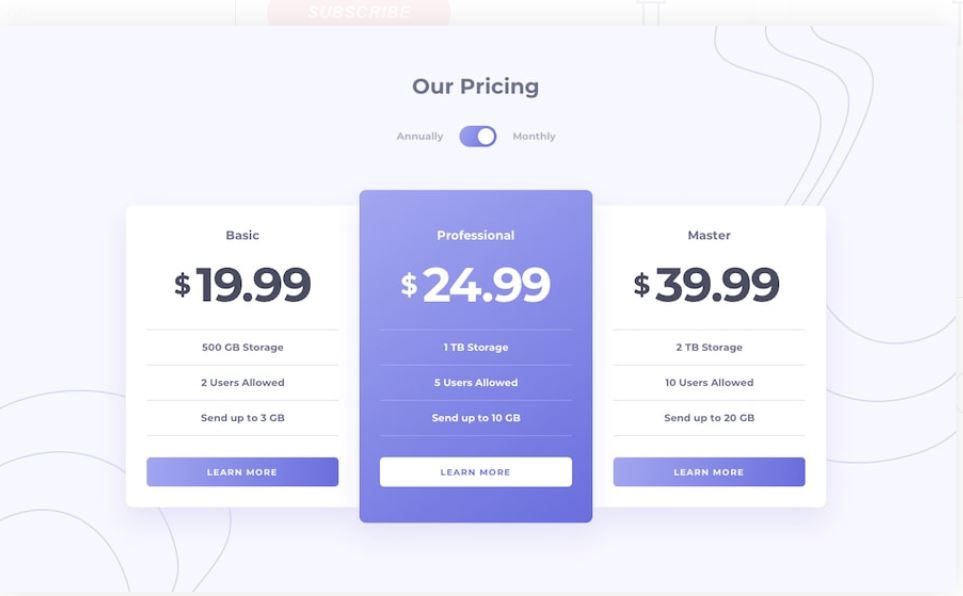 SUBSCRIBE
Our Pricing
Annually Monthly
Basic
$19.99
500 GB Storage
2 Users Allowed
Send up to 3 GB
LEARN MORE
Professional
$24.99
1 TB Storage
5 Users Allowed
Send up to 10 GB
LEARN MORE
Master
$39.99
2 TB Storage
10 Users Allowed
Send up to 20 GB
LEARN MORE